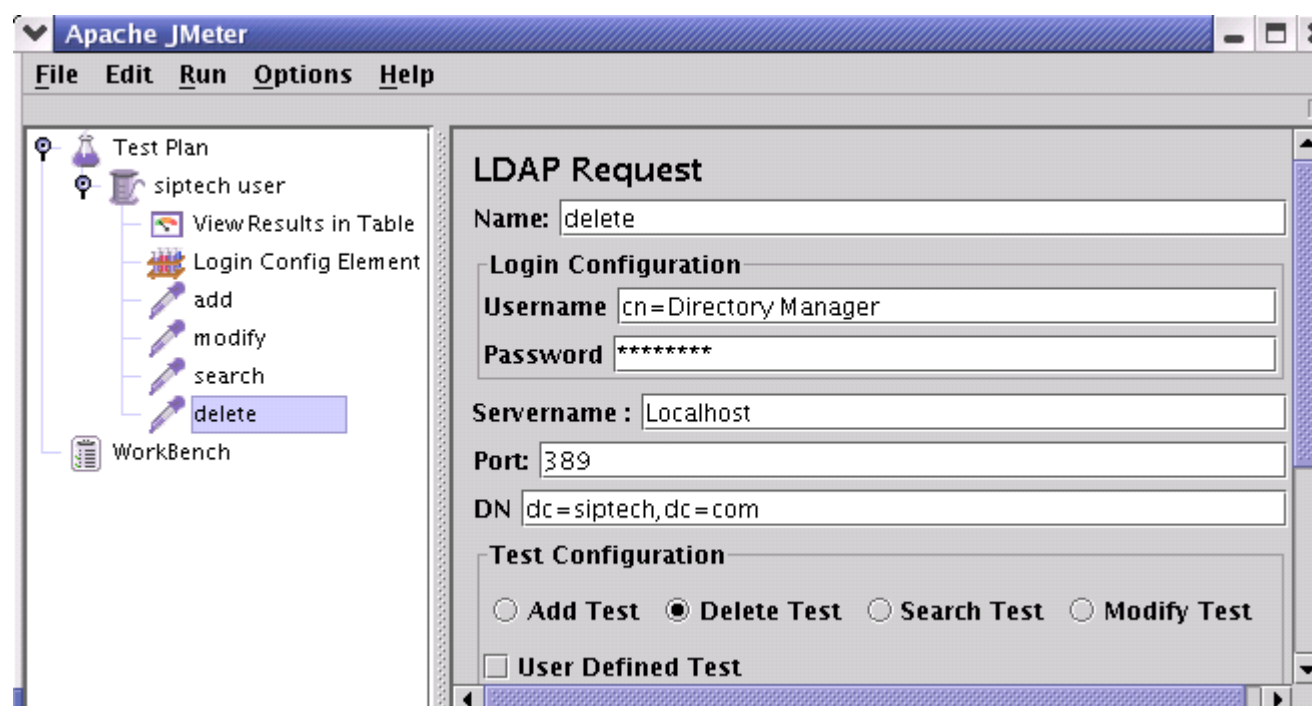 Apache JMeter
File Edit Run Options Help
Test Plan
siptech user
View Results in Table
Login Config Element
add
modify
search
delete
WorkBench
LDAP Request
Name: delete
Login Configuration
Username cn=Directory Manager
Password ********
Servername : Localhost
Port: 389
DN dc=siptech,dc=com
Test Configuration
Add Test Delete Test Search Test Modify Test
User Defined Test